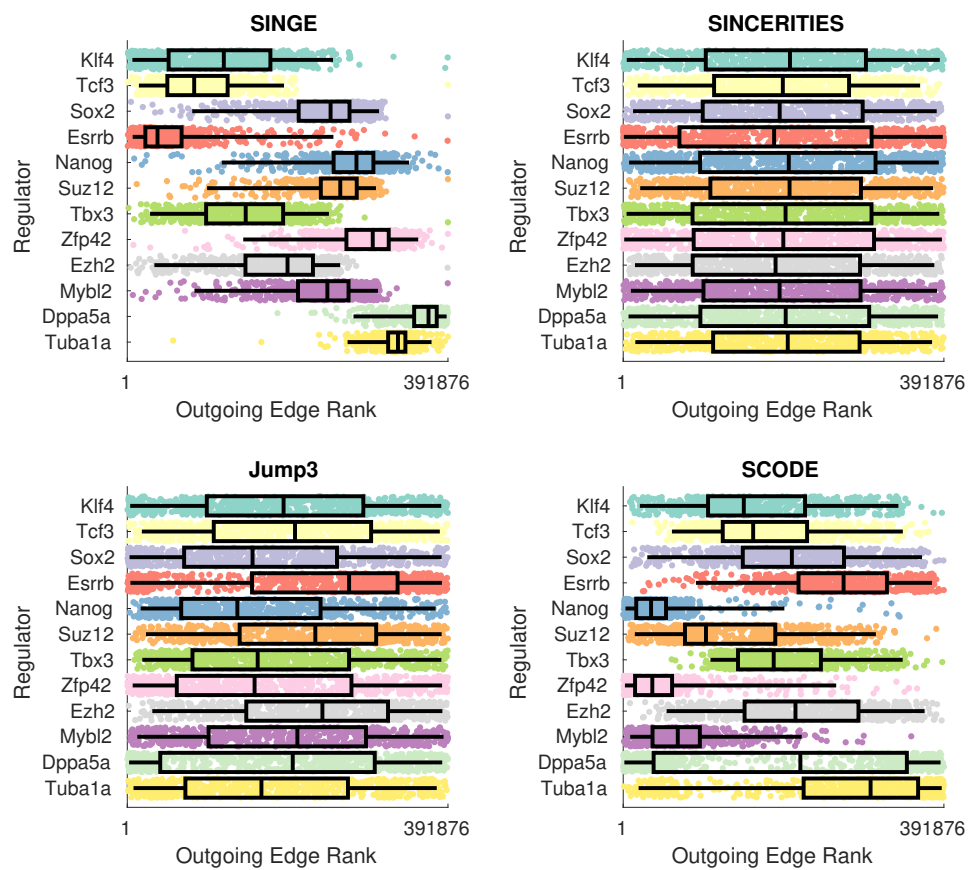 SINGE
Regulator
Klf4
Tcf3
Sox2
Esrrb
Nanog
Suz12
Tbx3
Zfp42
Ezh2
Mybl2
Dppa5a
Tuba1a
1 391876
Outgoing Edge Rank
SINCERITIES
Regulator
Klf4
Tcf3
Sox2
Esrrb
Nanog
Suz12
Tbx3
Zfp42
Ezh2
Mybl2
Dppa5a
Tuba1a
1 391876
Outgoing Edge Rank
Jump3
Regulator
Klf4
Tcf3
Sox2
Esrrb
Nanog
Suz12
Tbx3
Zfp42
Ezh2
Mybl2
Dppa5a
Tuba1a
1 391876
Outgoing Edge Rank
SCODE
Regulator
Klf4
Tcf3
Sox2
Esrrb
Nanog
Suz12
Tbx3
Zfp42
Ezh2
Mybl2
Dppa5a
Tuba1a
1 391876
Outgoing Edge Rank